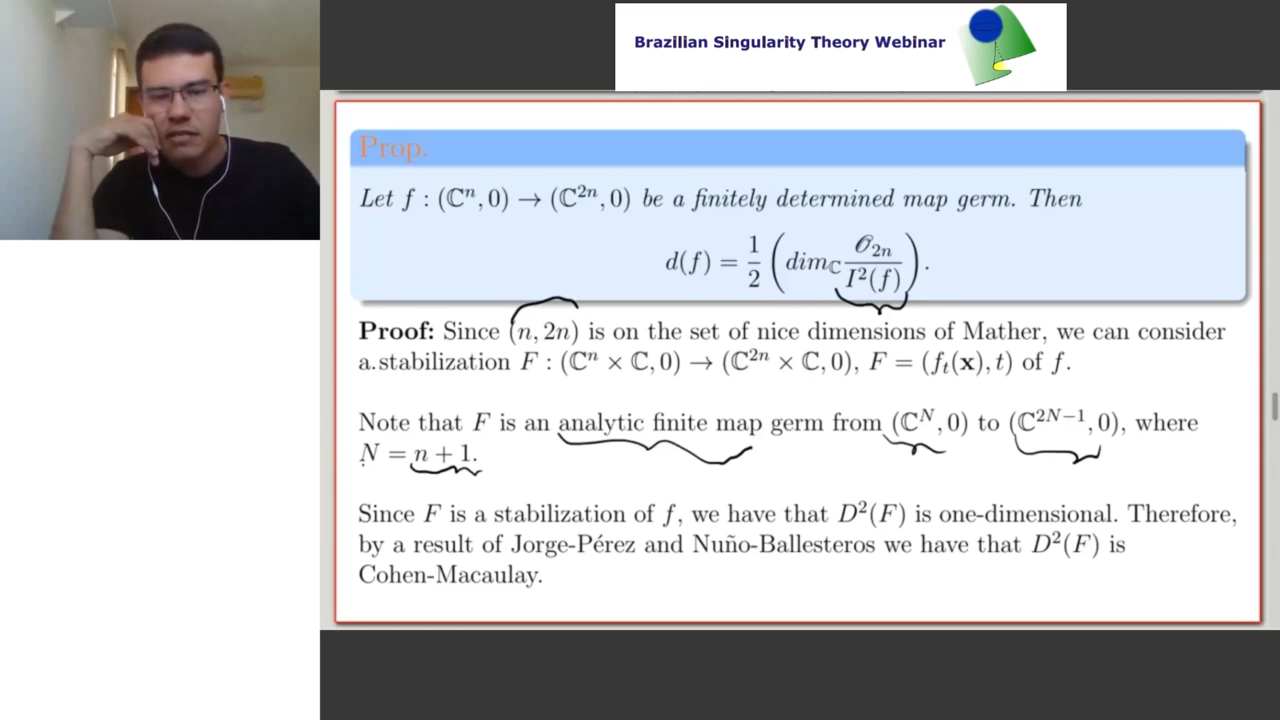 Brazilian Singularity Theory Webinar
Prop.
Let f : (ℂⁿ, 0) → (ℂ²ⁿ, 0) be a finitely determined map germ. Then
d(f) = 1/2 ( dim_ℂ 𝒪₂ₙ / I²(f) ).
Proof: Since (n, 2n) is on the set of nice dimensions of Mather, we can consider
a.stabilization F : (ℂⁿ × ℂ, 0) → (ℂ²ⁿ × ℂ, 0), F = (fₜ(𝐱), t) of f.
Note that F is an analytic finite map germ from (ℂᴺ, 0) to (ℂ²ᴺ⁻¹, 0), where
N = n + 1.
Since F is a stabilization of f, we have that D²(F) is one-dimensional. Therefore,
by a result of Jorge-Pérez and Nuño-Ballesteros we have that D²(F) is
Cohen-Macaulay.